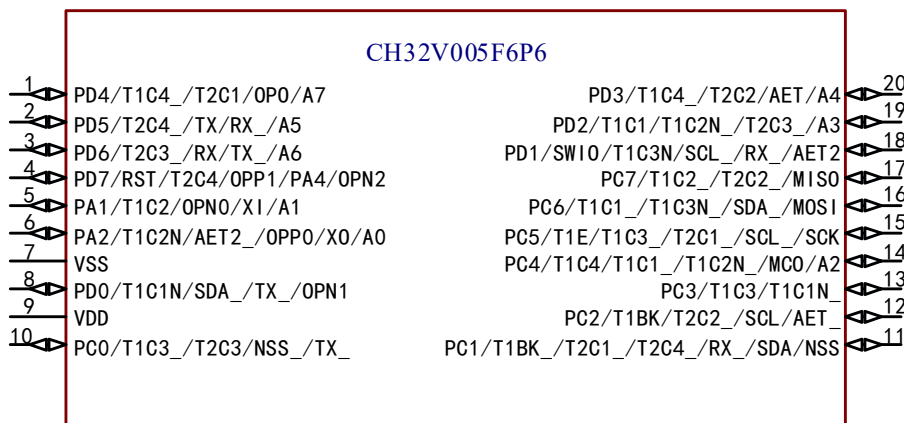 CH32V005F6P6
1 PD4/T1C4_/T2C1/OPO/A7
2 PD5/T2C4_/TX/RX_/A5
3 PD6/T2C3_/RX/TX_/A6
4 PD7/RST/T2C4/OPP1/PA4/OPN2
5 PA1/T1C2/OPN0/XI/A1
6 PA2/T1C2N/AET2_/OPP0/XO/A0
7 VSS
8 PD0/T1C1N/SDA_/TX_/OPN1
9 VDD
10 PC0/T1C3_/T2C3/NSS_/TX_
PD3/T1C4_/T2C2/AET/A4 20
PD2/T1C1/T1C2N_/T2C3_/A3 19
PD1/SWIO/T1C3N/SCL_/RX_/AET2 18
PC7/T1C2_/T2C2_/MISO 17
PC6/T1C1_/T1C3N_/SDA_/MOSI 16
PC5/T1E/T1C3_/T2C1_/SCL_/SCK 15
PC4/T1C4/T1C1_/T1C2N_/MCO/A2 14
PC3/T1C3/T1C1N_ 13
PC2/T1BK/T2C2_/SCL/AET_ 12
PC1/T1BK_/T2C1_/T2C4_/RX_/SDA/NSS 11